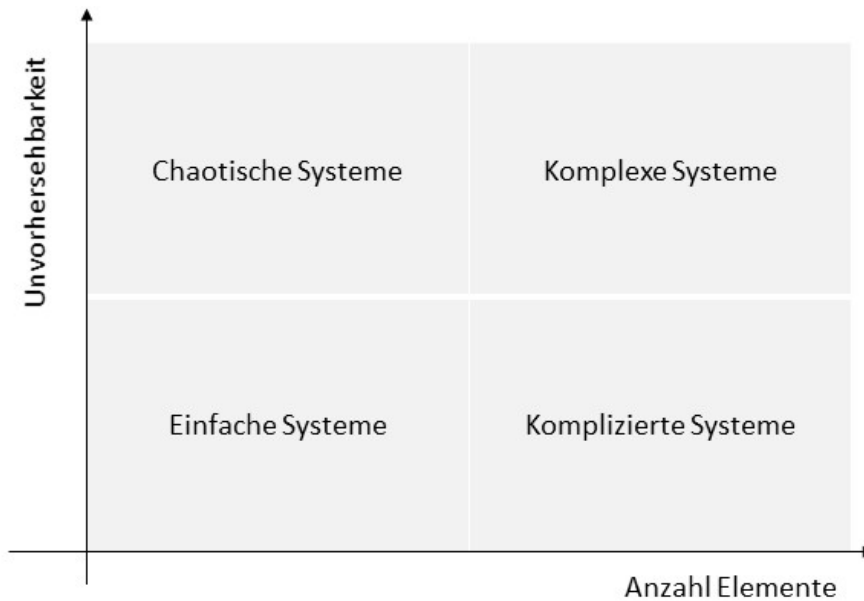 Unvorhersehbarkeit
Chaotische Systeme
Komplexe Systeme
Einfache Systeme
Komplizierte Systeme
Anzahl Elemente